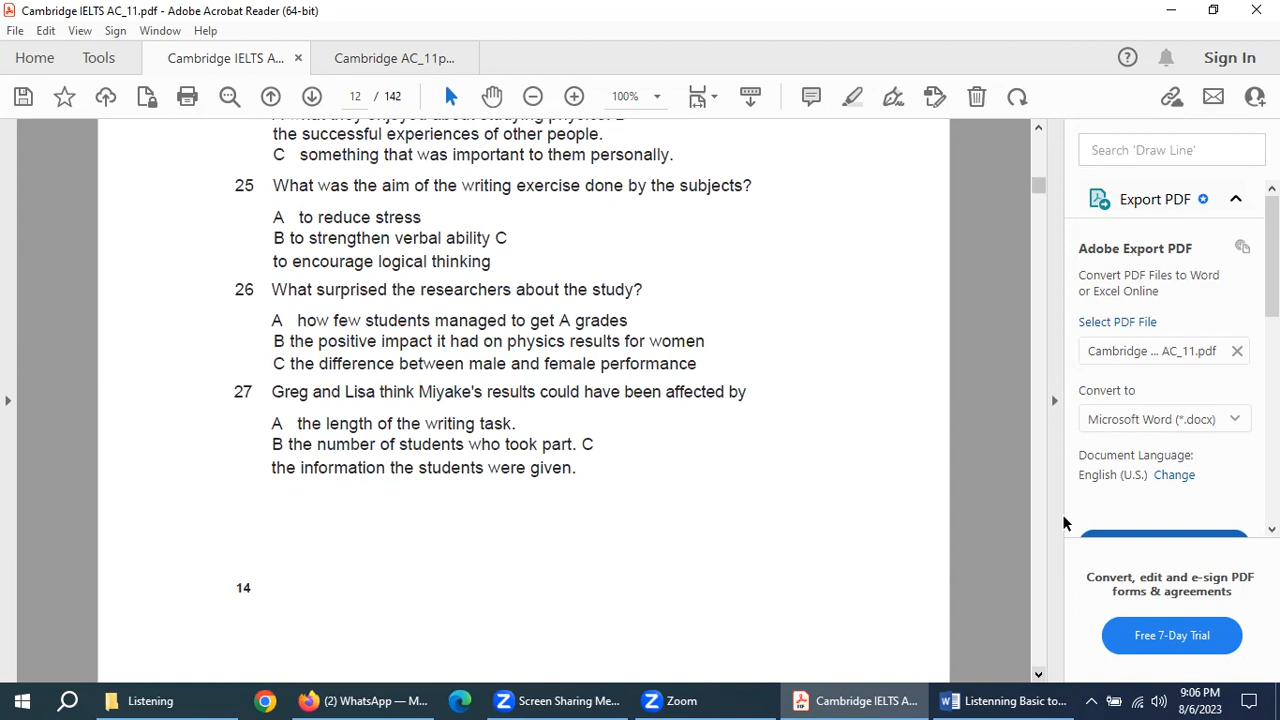 Cambridge IELTS AC_11.pdf - Adobe Acrobat Reader (64-bit)
File Edit View Sign Window Help
Home Tools Cambridge IELTS A... × Cambridge AC_11p... Sign In
12 / 142 100%
the successful experiences of other people.
C something that was important to them personally.
25 What was the aim of the writing exercise done by the subjects?
A to reduce stress
B to strengthen verbal ability C
to encourage logical thinking
26 What surprised the researchers about the study?
A how few students managed to get A grades
B the positive impact it had on physics results for women
C the difference between male and female performance
27 Greg and Lisa think Miyake's results could have been affected by
A the length of the writing task.
B the number of students who took part. C
the information the students were given.
14
Search 'Draw Line'
Export PDF
Adobe Export PDF
Convert PDF Files to Word
or Excel Online
Select PDF File
Cambridge ... AC_11.pdf
Convert to
Microsoft Word (*.docx)
Document Language:
English (U.S.) Change
Convert, edit and e-sign PDF
forms & agreements
Free 7-Day Trial
Listening (2) WhatsApp — M... Screen Sharing Me... Zoom Cambridge IELTS A... Listenning Basic to... 9:06 PM
8/6/2023